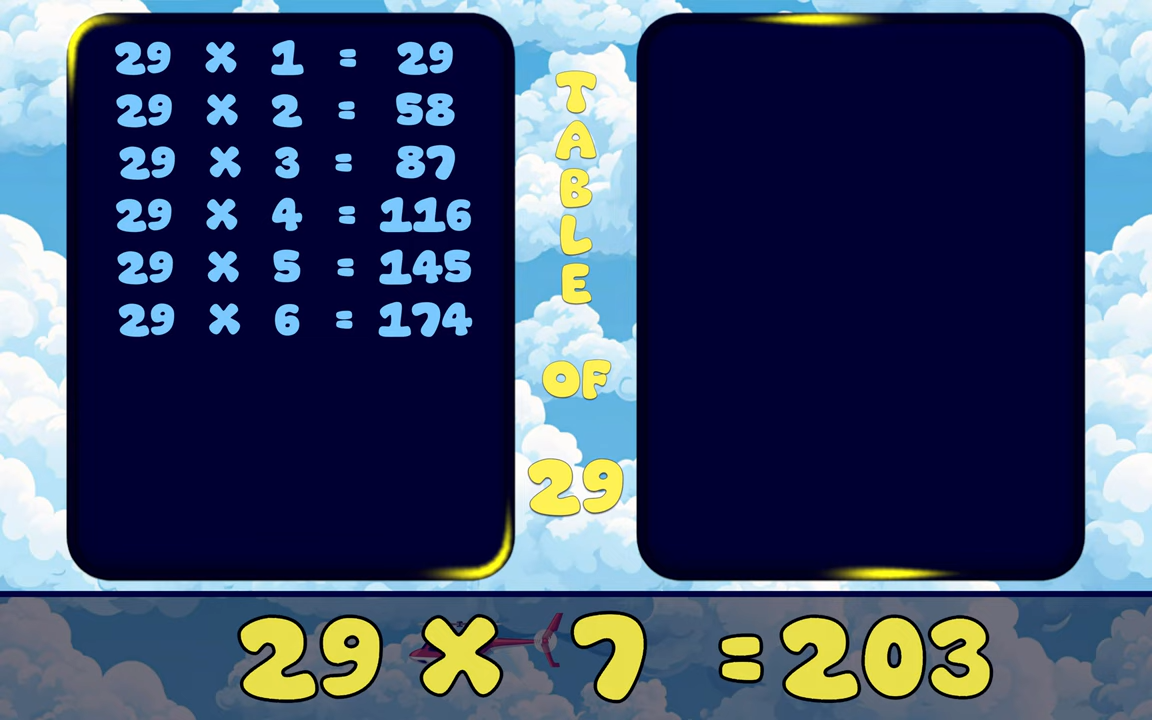 29 × 1 = 29
29 × 2 = 58
29 × 3 = 87
29 × 4 = 116
29 × 5 = 145
29 × 6 = 174
TABLE
OF
29
29 × 7 = 203